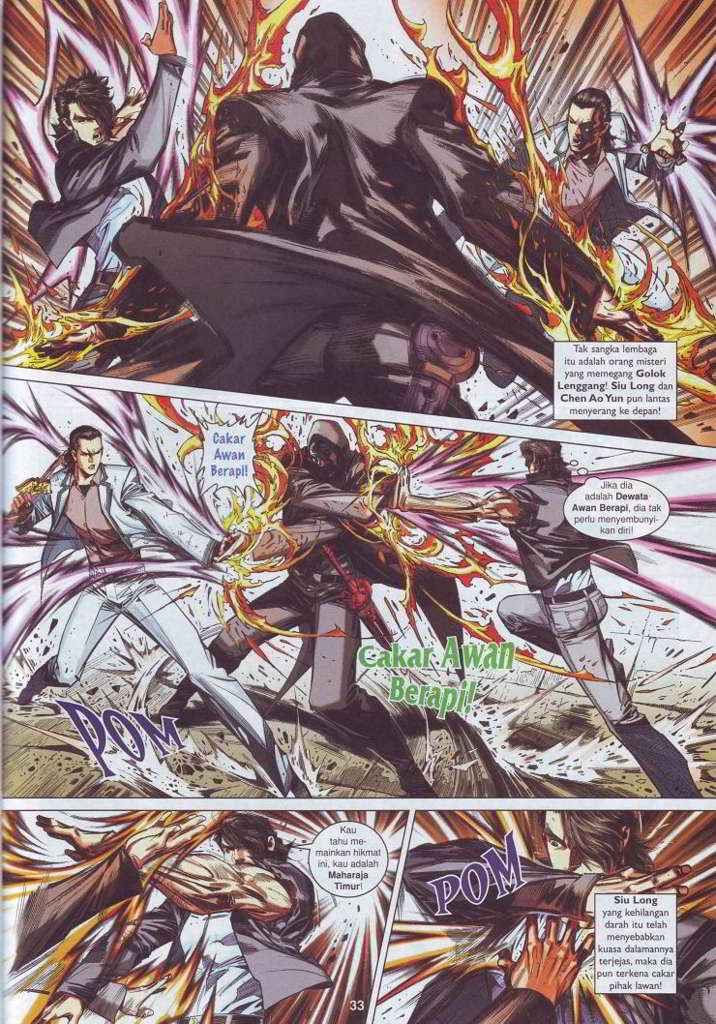 Tak sangka lembaga
itu adalah orang misteri
yang memegang Golok
Lenggang! Siu Long dan
Chen Ao Yun pun lantas
menyerang ke depan!
Cakar
Awan
Berapi!
Jika dia
adalah Dewata
Awan Berapi, dia tak
perlu menyembunyi-
kan diri!
Cakar Awan
Berapi!
POM
Kau
tahu me-
mainkan hikmat
ini, kau adalah
Maharaja
Timur!
POM
Siu Long
yang kehilangan
darah itu telah
menyebabkan
kuasa dalamannya
terjejas, maka dia
pun terkena cakar
pihak lawan!
33